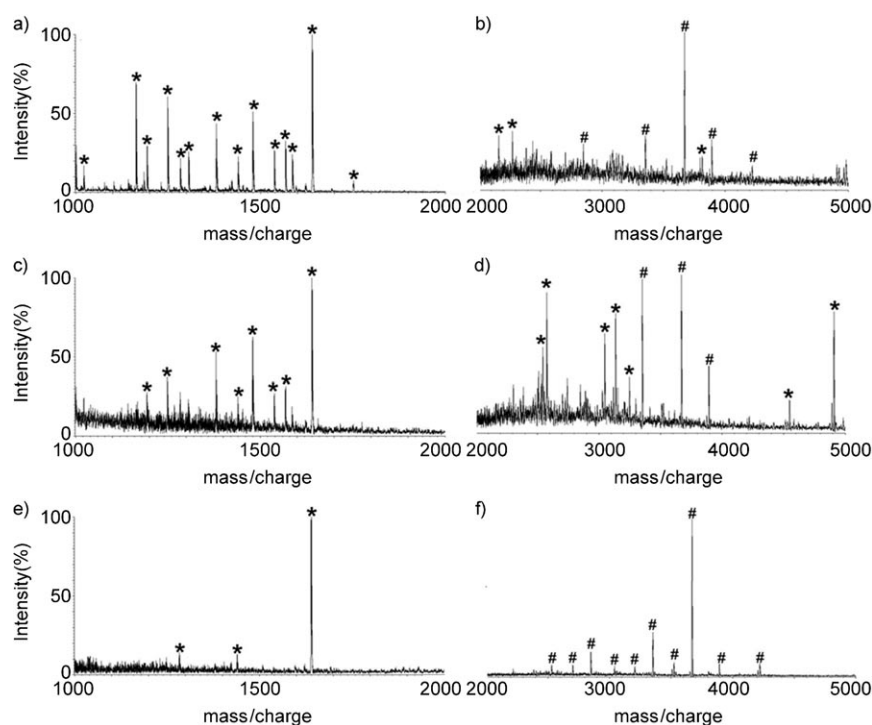 a)
Intensity(%)
100
50
0
1000 1500 2000
mass/charge
* * * * * * * * * * * * * *
b)
2000 3000 4000 5000
mass/charge
* * # # # * # #
c)
Intensity(%)
100
50
0
1000 1500 2000
mass/charge
* * * * * * * *
d)
2000 3000 4000 5000
mass/charge
* * * * * # # # * *
e)
Intensity(%)
100
50
0
1000 1500 2000
mass/charge
* * *
f)
2000 3000 4000 5000
mass/charge
# # # # # # # # # #